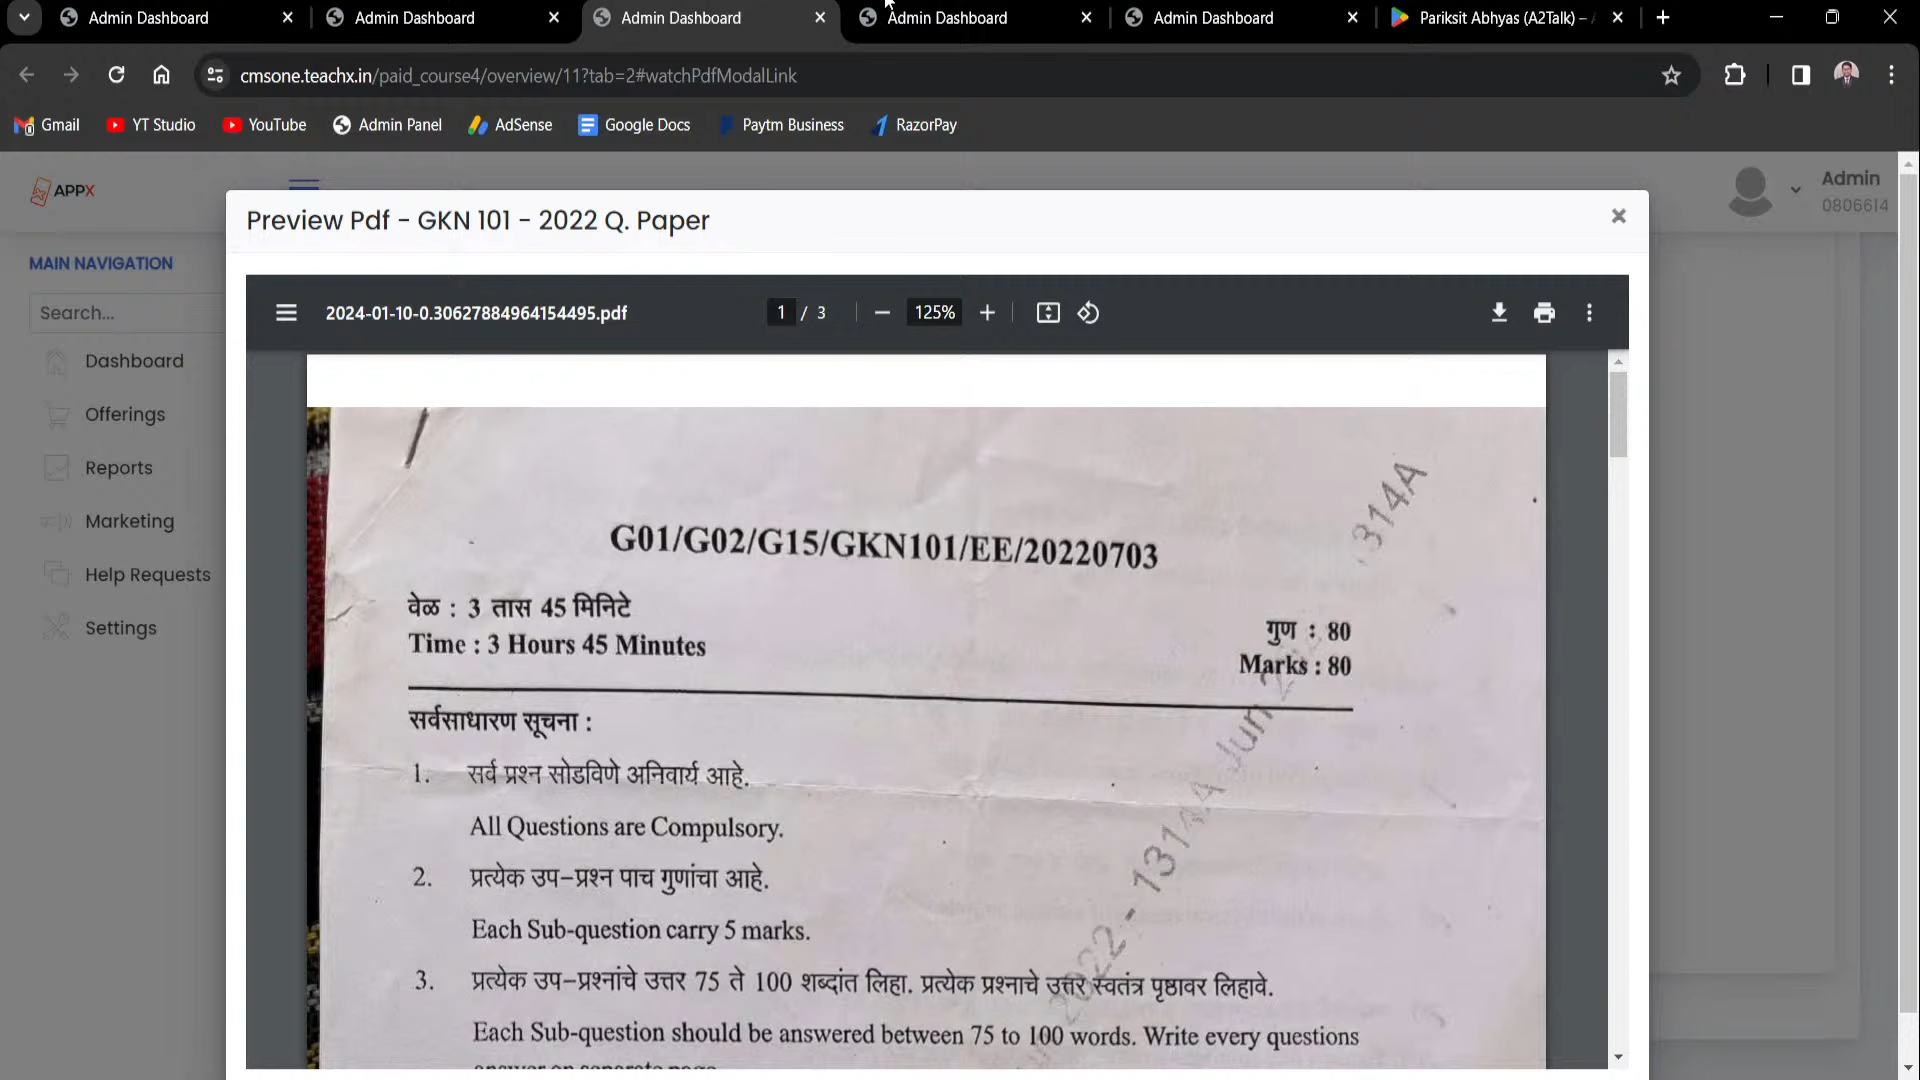 Admin Dashboard
Admin Dashboard
Admin Dashboard
Admin Dashboard
Admin Dashboard
Pariksit Abhyas (A2Talk) –
cmsone.teachx.in/paid_course4/overview/11?tab=2#watchPdfModalLink
Gmail
YT Studio
YouTube
Admin Panel
AdSense
Google Docs
Paytm Business
RazorPay
APPX
Admin
0806614
Preview Pdf - GKN 101 - 2022 Q. Paper
MAIN NAVIGATION
Search...
Dashboard
Offerings
Reports
Marketing
Help Requests
Settings
2024-01-10-0.30627884964154495.pdf
1 / 3
125%
314A
G01/G02/G15/GKN101/EE/20220703
वेळ : 3 तास 45 मिनिटे
गुण : 80
Time : 3 Hours 45 Minutes
Marks : 80
सर्वसाधारण सूचना :
1. सर्व प्रश्न सोडविणे अनिवार्य आहे.
All Questions are Compulsory.
2. प्रत्येक उप-प्रश्न पाच गुणांचा आहे.
Each Sub-question carry 5 marks.
2022 - 1314A Jun 2
3. प्रत्येक उप-प्रश्नांचे उत्तर 75 ते 100 शब्दांत लिहा. प्रत्येक प्रश्नाचे उत्तर स्वतंत्र पृष्ठावर लिहावे.
Each Sub-question should be answered between 75 to 100 words. Write every questions